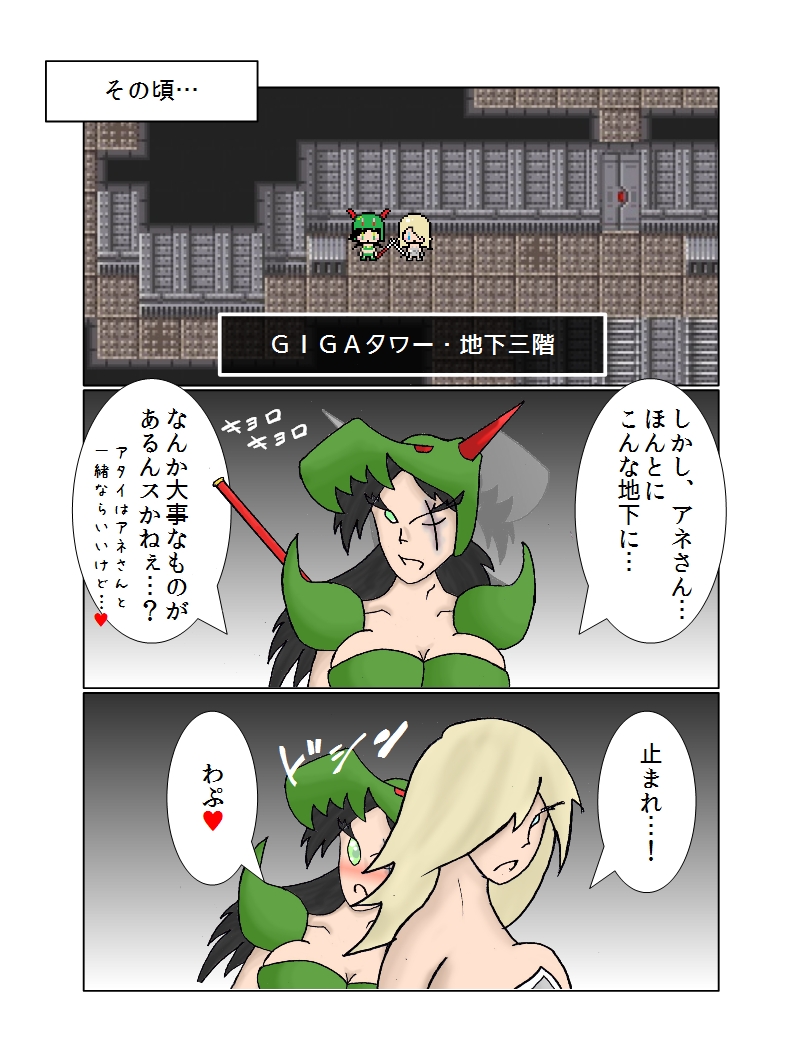 その頃…
GIGAタワー・地下三階
しかし、アネさん…
ほんとに
こんな地下に…
キョロ
キョロ
なんか大事なものが
あるんスかねぇ…？
アタイはアネさんと
一緒ならいいけど…♥
止まれ…！
ドシン
わぷ♥